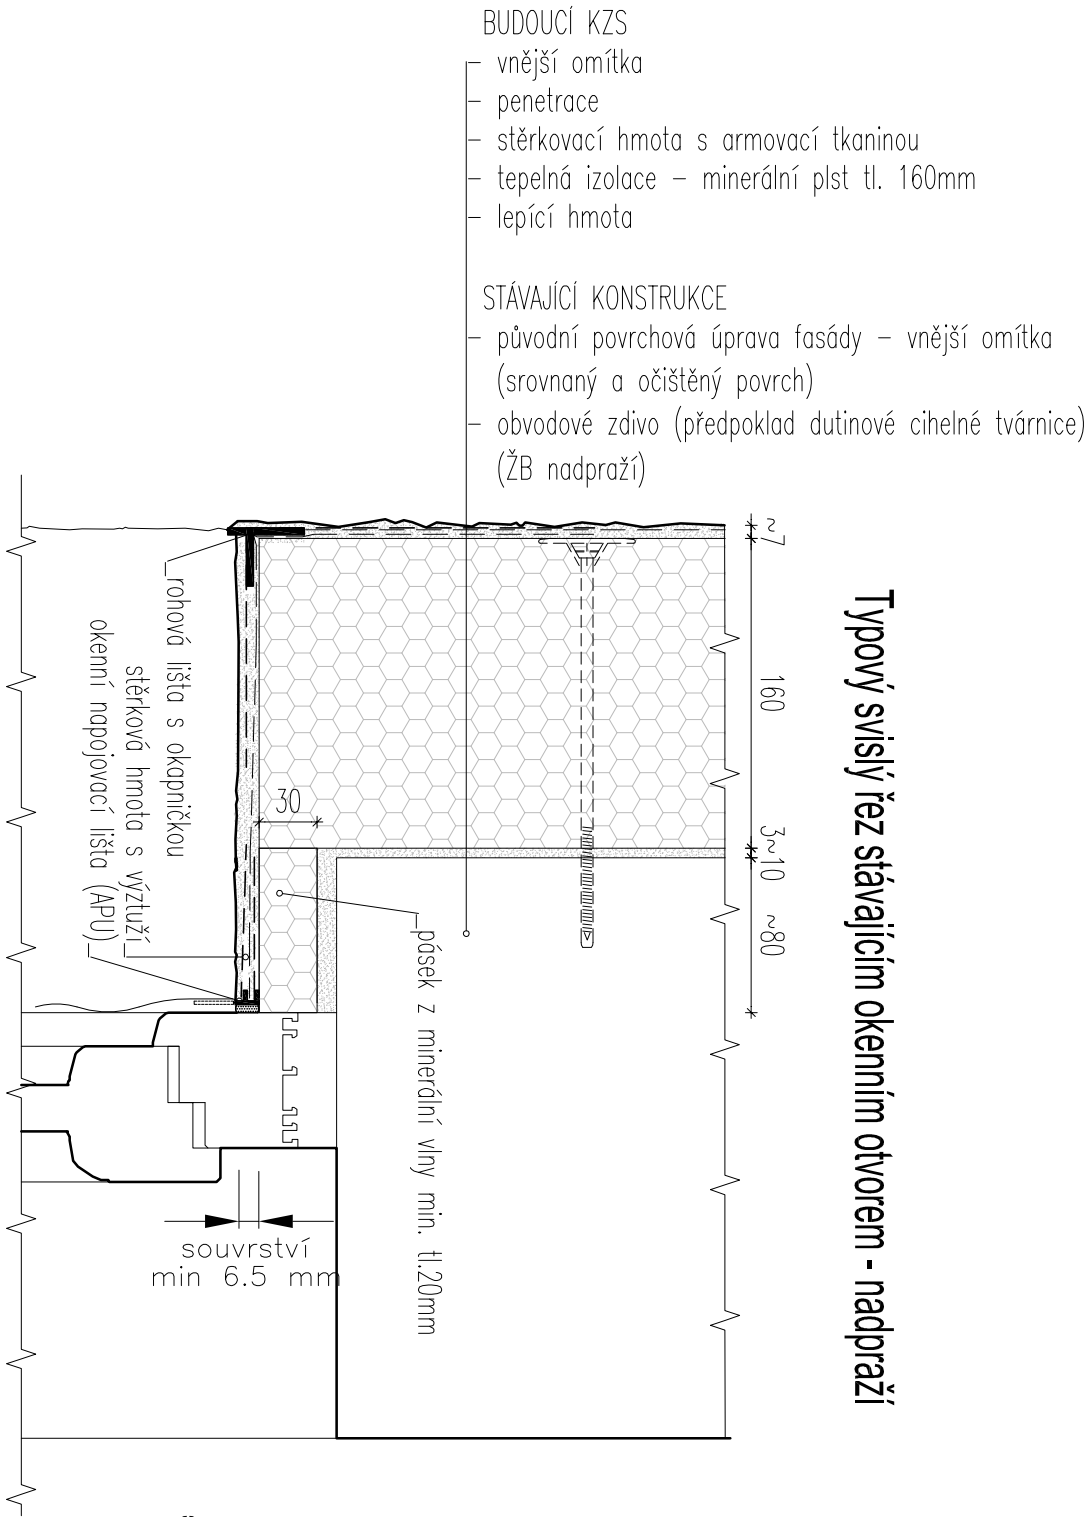 BUDOUCÍ KZS
- vnější omítka
- penetrace
- stěrkovací hmota s armovací tkaninou
- tepelná izolace – minerální plst tl. 160mm
- lepící hmota
STÁVAJÍCÍ KONSTRUKCE
- původní povrchová úprava fasády – vnější omítka
(srovnaný a očištěný povrch)
- obvodové zdivo (předpoklad dutinové cihelné tvárnice)
(ŽB nadpraží)
Typový svislý řez stávajícím okenním otvorem - nadpraží
~7
160
3~10
~80
30
rohová lišta s okapničkou
stěrková hmota s výztuží
okenní napojovací lišta (APU)
pásek z minerální vlny min. tl.20mm
souvrství
min 6.5 mm